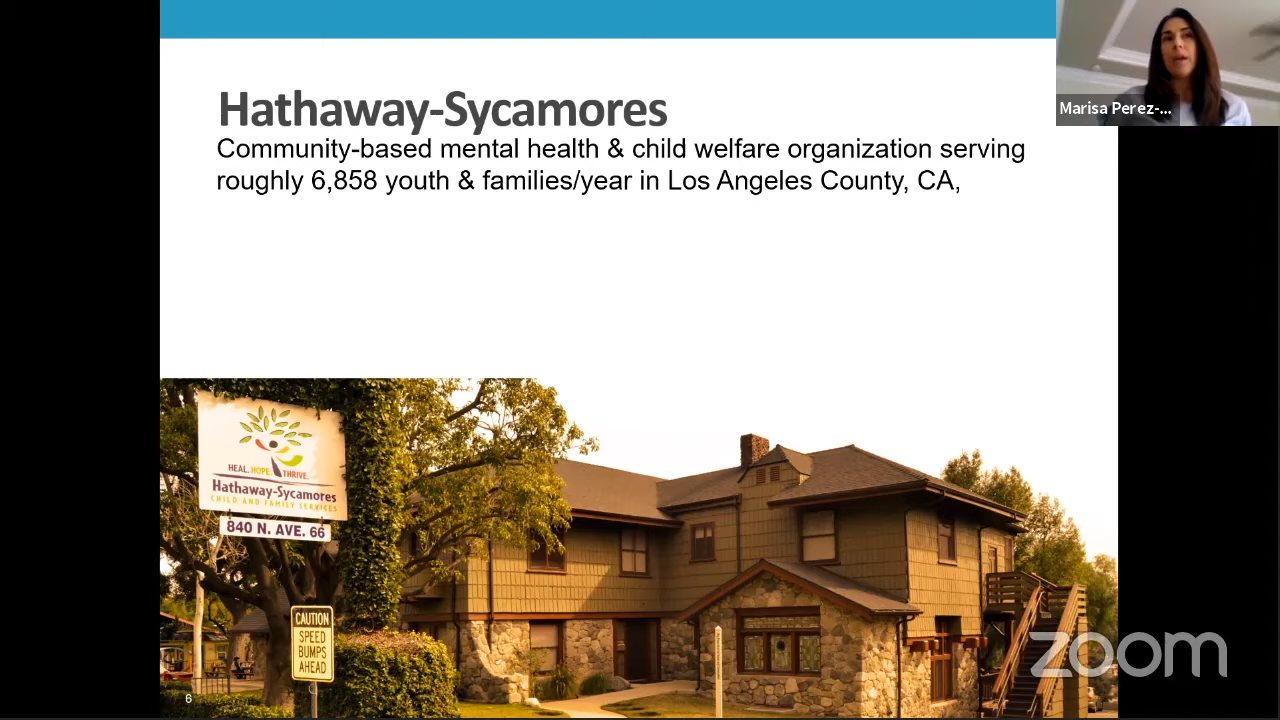 Hathaway-Sycamores
Community-based mental health & child welfare organization serving
roughly 6,858 youth & families/year in Los Angeles County, CA,
Marisa Perez-...
HEAL. HOPE. THRIVE.
Hathaway-Sycamores
CHILD AND FAMILY SERVICES
840 N. AVE. 66
CAUTION
SPEED
BUMPS
AHEAD
6
zoom